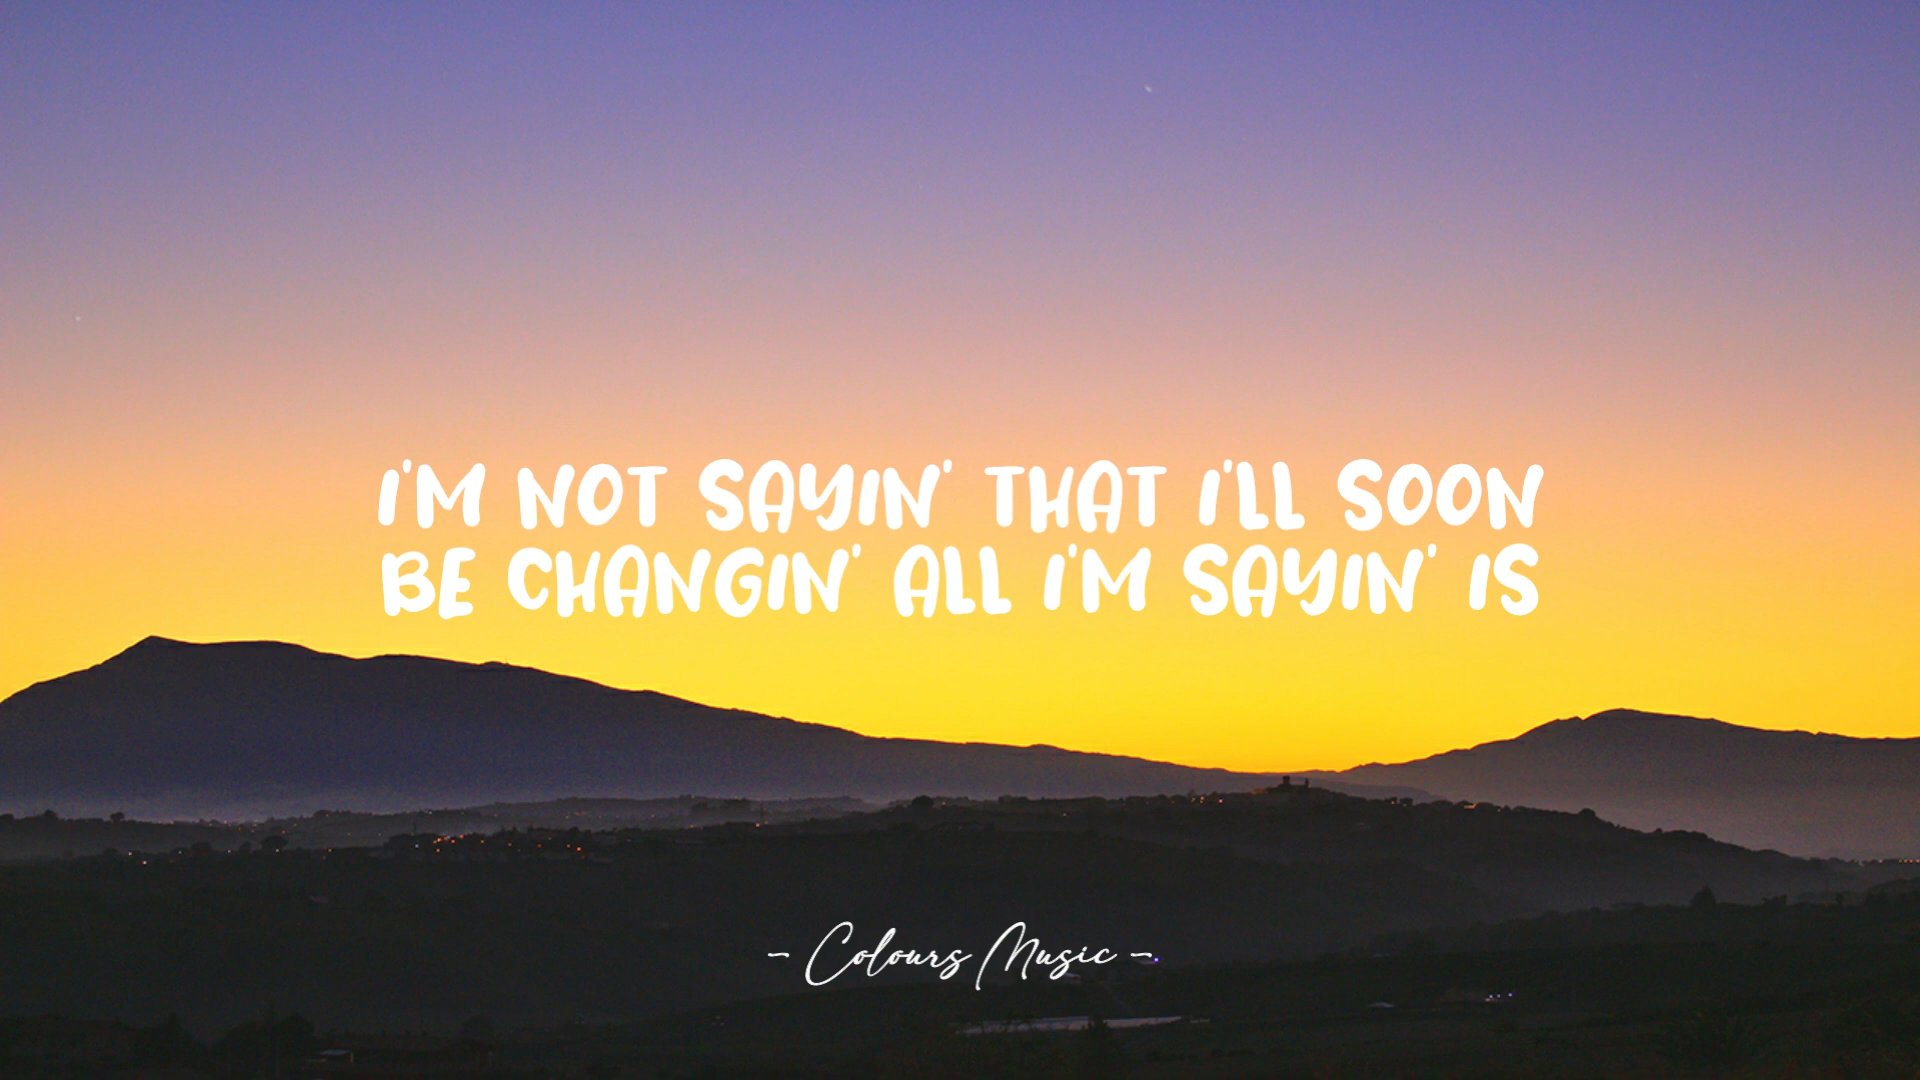 I'M NOT SAYIN' THAT I'LL SOON
BE CHANGIN' ALL I'M SAYIN' IS
- Colours Music -